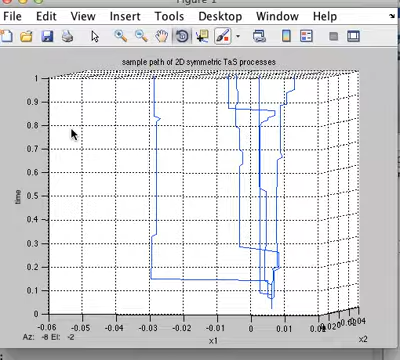 Figure 1
File Edit View Insert Tools Desktop Window Help
sample path of 2D symmetric TaS processes
1
0.9
0.8
0.7
0.6
0.5
0.4
0.3
0.2
0.1
0
time
-0.06 -0.05 -0.04 -0.03 -0.02 -0.01 0 0.01 0.02
0.04
x1
x2
Az: -8 El: -2